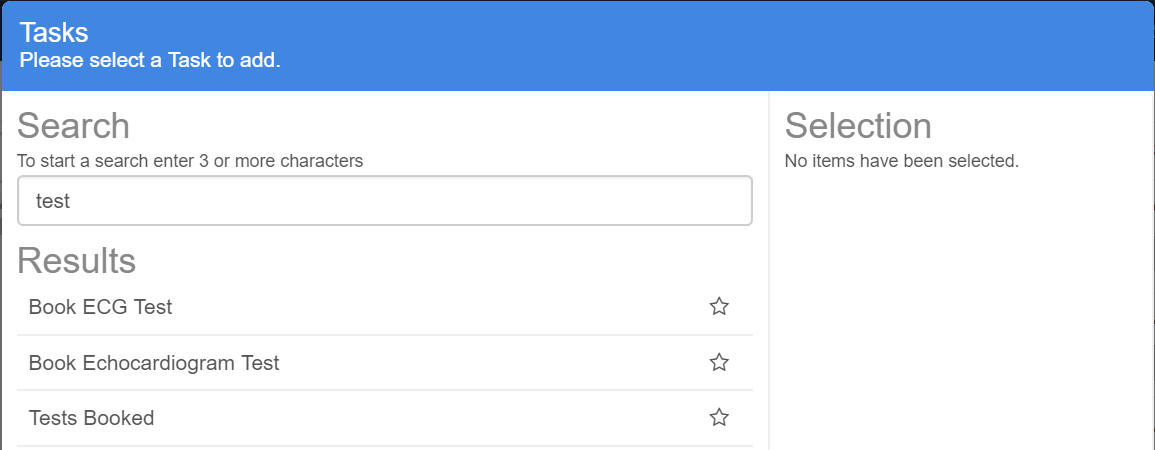 Tasks
Please select a Task to add.
Search
To start a search enter 3 or more characters
test
Results
Book ECG Test
Book Echocardiogram Test
Tests Booked
Selection
No items have been selected.